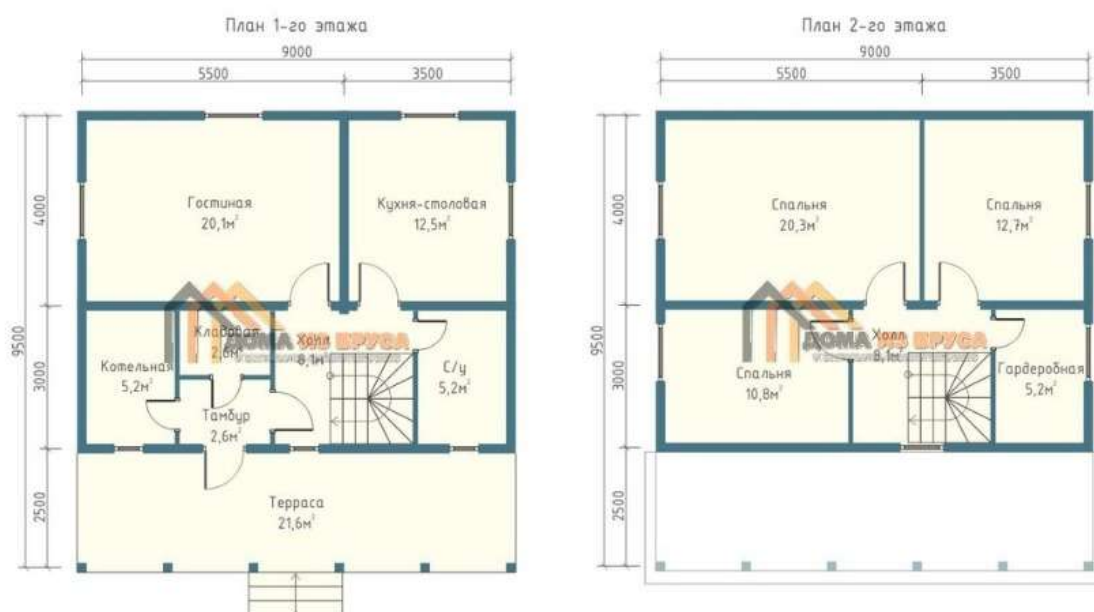 План 1-го этажа
9000
5500
3500
4000
9500
3000
2500
Гостиная
20,1м²
Кухня-столовая
12,5м²
Кладовая
2,6м²
Холл
8,1м²
Котельная
5,2м²
С/у
5,2м²
Тамбур
2,6м²
Терраса
21,6м²
ДОМА ИЗ БРУСА
План 2-го этажа
9000
5500
3500
4000
9500
3000
2500
Спальня
20,3м²
Спальня
12,7м²
Холл
8,1м²
Спальня
10,8м²
Гардеробная
5,2м²
ДОМА ИЗ БРУСА